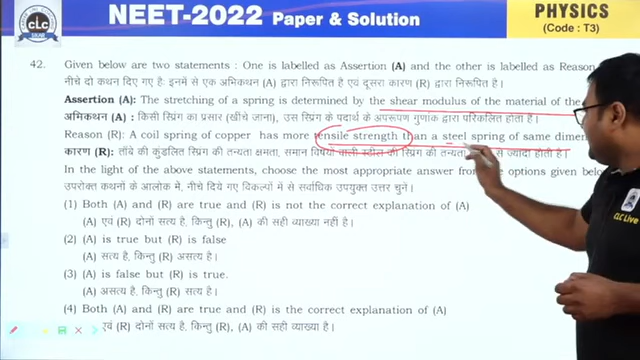 CLC
SIKAR
NEET-2022 Paper & Solution
PHYSICS
(Code : T3)
42. Given below are two statements : One is labelled as Assertion (A) and the other is labelled as Reason
नीचे दो कथन दिए गए है: इनमें से एक अभिकथन (A) द्वारा निरूपित है एवं दूसरा कारण (R) द्वारा निरूपित है।
Assertion (A): The stretching of a spring is determined by the shear modulus of the material of the
अभिकथन (A) : किसी स्प्रिंग का प्रसार (खींचे जाना), उस स्प्रिंग के पदार्थ के अपरूपण गुणांक द्वारा परिकलित होता है।
Reason (R): A coil spring of copper has more tensile strength than a steel spring of same dimen
कारण (R): ताँबे की कुंडलित स्प्रिंग की तन्यता क्षमता, समान वाली स्टील की स्प्रिंग की तन्यता से ज्यादा होती है।
In the light of the above statements, choose the most appropriate answer from options given belo
उपरोक्त कथनों के आलोक में, नीचे दिये गए विकल्पों में से सर्वाधिक उपयुक्त उत्तर चुनें।
(1) Both (A) and (R) are true and (R) is not the correct explanation of (A)
(A) एवं (R) दोनों सत्य है, किन्तु (R), (A) की सही व्याख्या नहीं है।
(2) (A) is true but (R) is false
(A) सत्य है, किन्तु (R) असत्य है।
(3) (A) is false but (R) is true.
(A) असत्य है, किन्तु (R) सत्य है।
(4) Both (A) and (R) are true and (R) is the correct explanation of (A)
एवं (R) दोनों सत्य है, किन्तु (R), (A) की सही व्याख्या है।
CLC Live